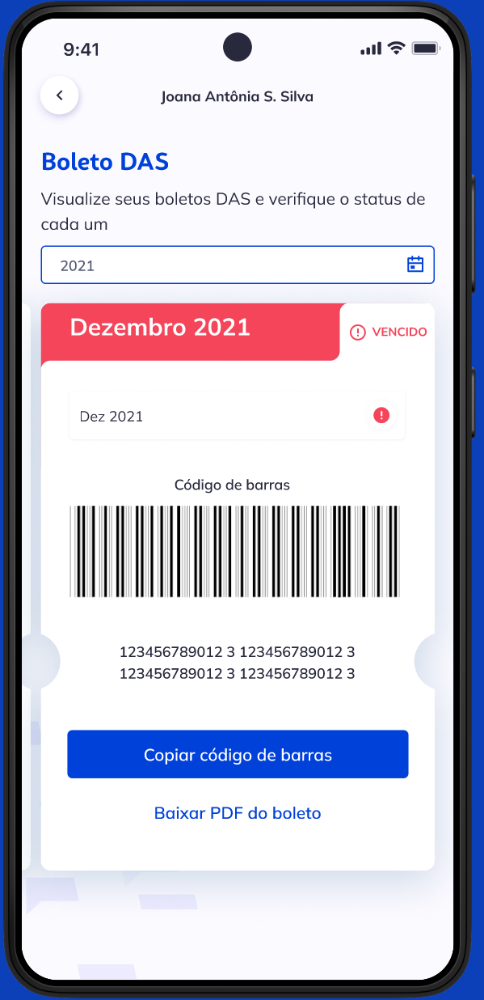 9:41
Joana Antônia S. Silva
Boleto DAS
Visualize seus boletos DAS e verifique o status de
cada um
2021
Dezembro 2021
VENCIDO
Dez 2021
Código de barras
123456789012 3 123456789012 3
123456789012 3 123456789012 3
Copiar código de barras
Baixar PDF do boleto